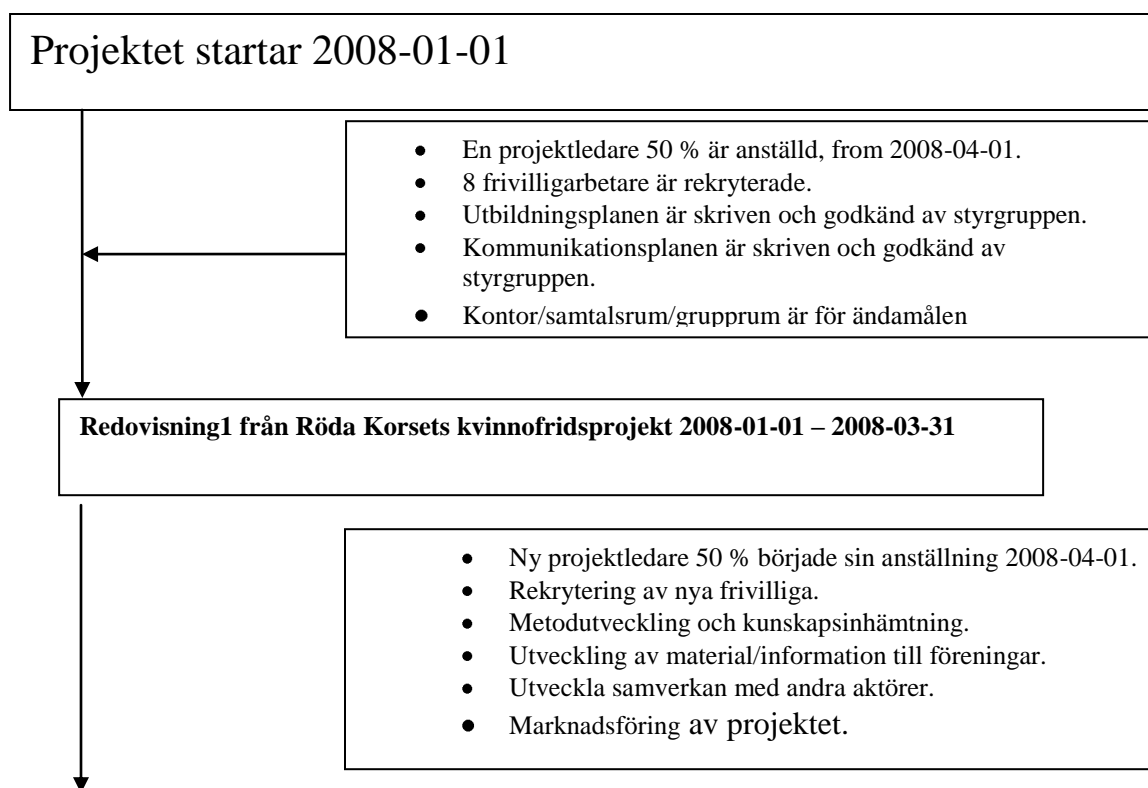 Projektet startar 2008-01-01
• En projektledare 50 % är anställd, from 2008-04-01.
• 8 frivilligarbetare är rekryterade.
• Utbildningsplanen är skriven och godkänd av styrgruppen.
• Kommunikationsplanen är skriven och godkänd av
styrgruppen.
• Kontor/samtalsrum/grupprum är för ändamålen
Redovisning1 från Röda Korsets kvinnofridsprojekt 2008-01-01 – 2008-03-31
• Ny projektledare 50 % började sin anställning 2008-04-01.
• Rekrytering av nya frivilliga.
• Metodutveckling och kunskapsinhämtning.
• Utveckling av material/information till föreningar.
• Utveckla samverkan med andra aktörer.
• Marknadsföring av projektet.